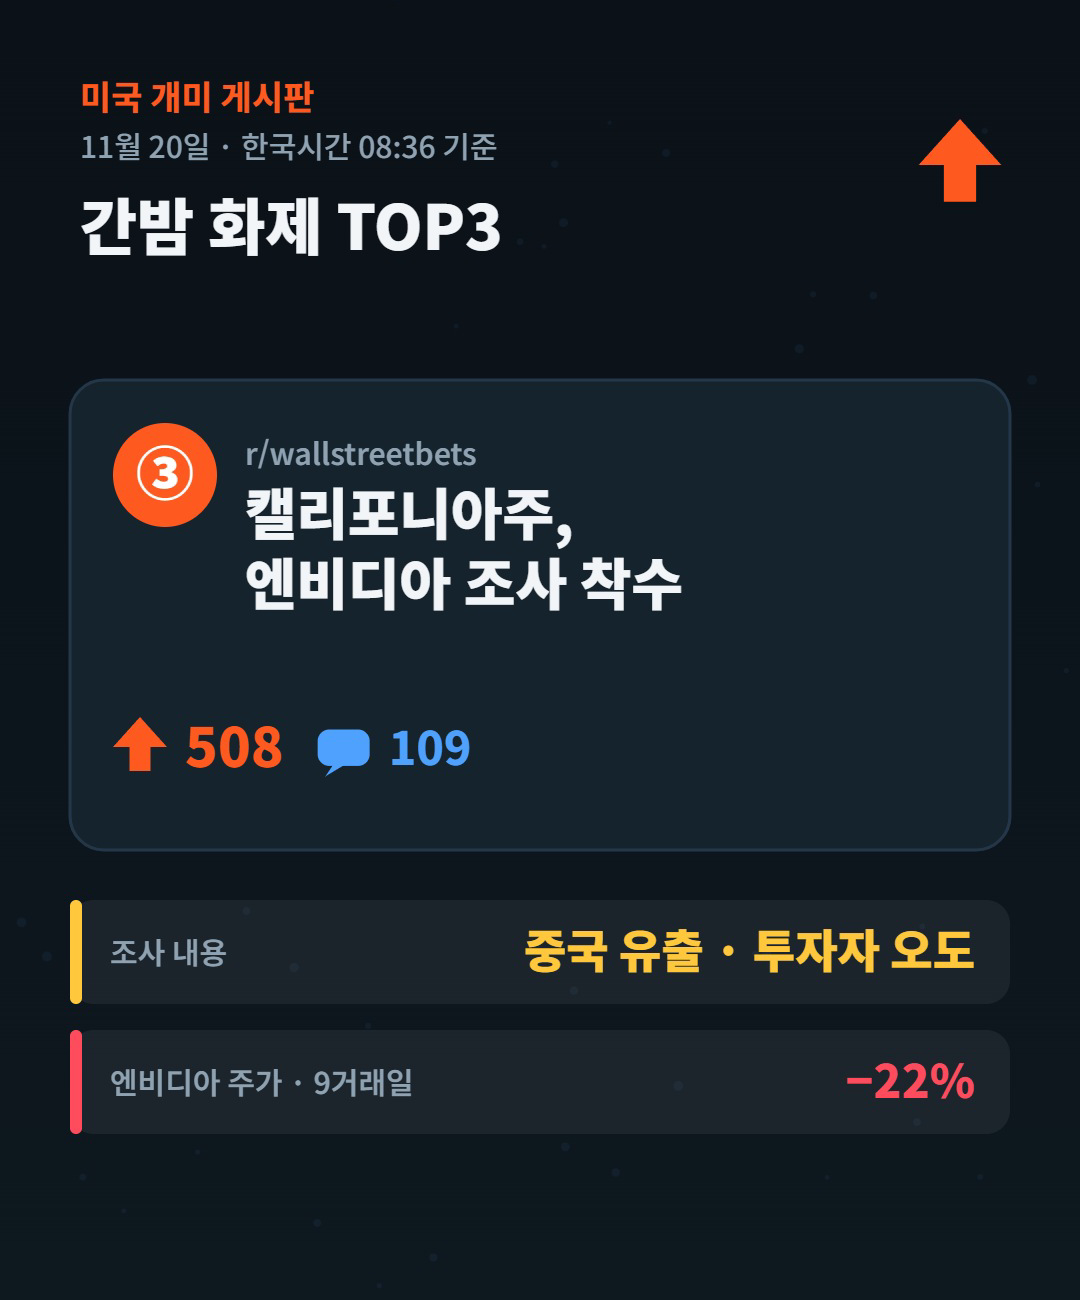 미국 개미 게시판
11월 20일 · 한국시간 08:36 기준
간밤 화제 TOP3
③
r/wallstreetbets
캘리포니아주,
엔비디아 조사 착수
508 109
조사 내용 중국 유출 · 투자자 오도
엔비디아 주가 · 9거래일 −22%